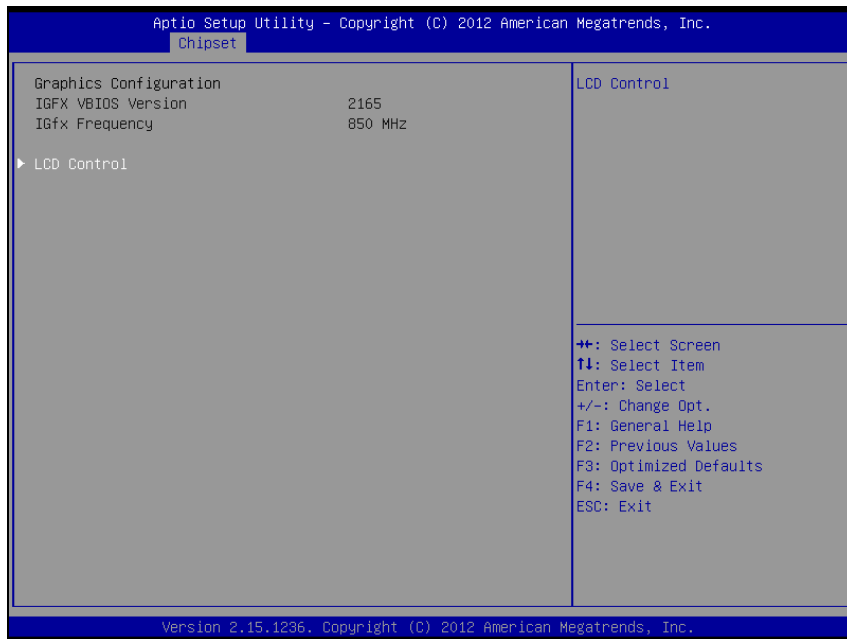 Aptio Setup Utility – Copyright (C) 2012 American Megatrends, Inc.
Chipset
Graphics Configuration
IGFX VBIOS Version 2165
IGfx Frequency 850 MHz
► LCD Control
LCD Control
→←: Select Screen
↑↓: Select Item
Enter: Select
+/-: Change Opt.
F1: General Help
F2: Previous Values
F3: Optimized Defaults
F4: Save & Exit
ESC: Exit
Version 2.15.1236. Copyright (C) 2012 American Megatrends, Inc.